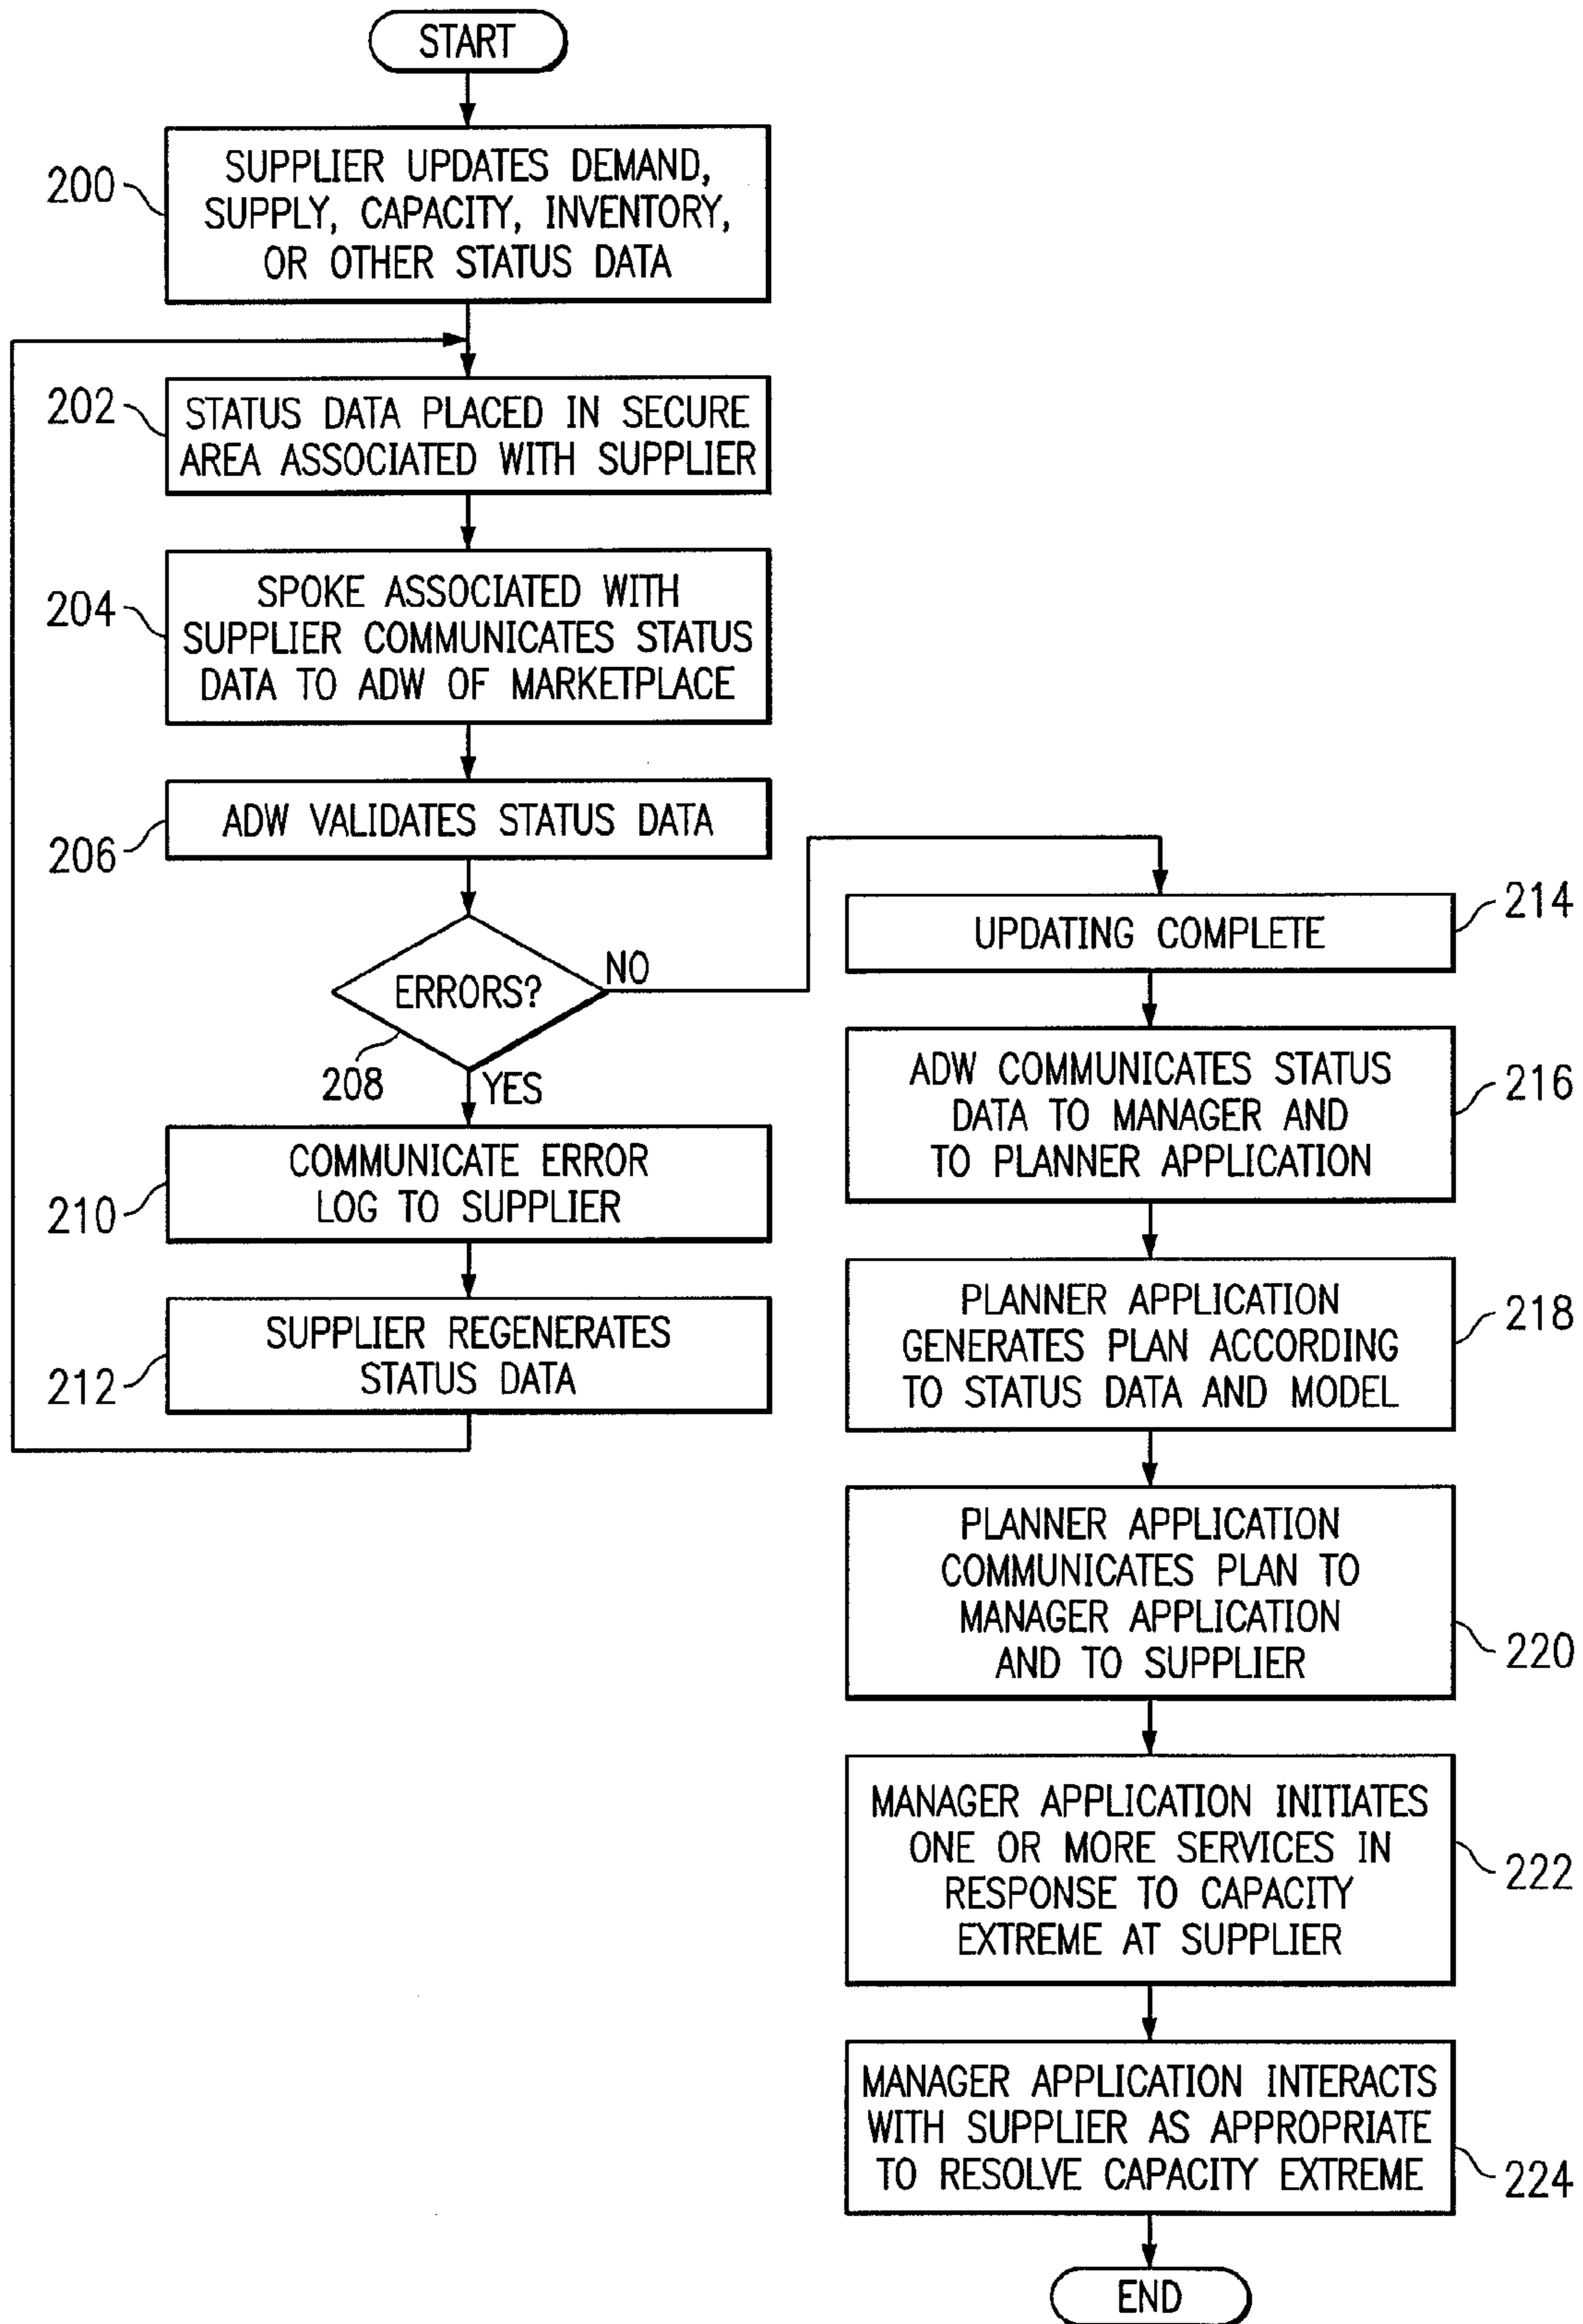 START
200
SUPPLIER UPDATES DEMAND,
SUPPLY, CAPACITY, INVENTORY,
OR OTHER STATUS DATA
202
STATUS DATA PLACED IN SECURE
AREA ASSOCIATED WITH SUPPLIER
204
SPOKE ASSOCIATED WITH
SUPPLIER COMMUNICATES STATUS
DATA TO ADW OF MARKETPLACE
206
ADW VALIDATES STATUS DATA
ERRORS?
NO
208
YES
210
COMMUNICATE ERROR
LOG TO SUPPLIER
212
SUPPLIER REGENERATES
STATUS DATA
UPDATING COMPLETE
214
ADW COMMUNICATES STATUS
DATA TO MANAGER AND
TO PLANNER APPLICATION
216
PLANNER APPLICATION
GENERATES PLAN ACCORDING
TO STATUS DATA AND MODEL
218
PLANNER APPLICATION
COMMUNICATES PLAN TO
MANAGER APPLICATION
AND TO SUPPLIER
220
MANAGER APPLICATION INITIATES
ONE OR MORE SERVICES IN
RESPONSE TO CAPACITY
EXTREME AT SUPPLIER
222
MANAGER APPLICATION INTERACTS
WITH SUPPLIER AS APPROPRIATE
TO RESOLVE CAPACITY EXTREME
224
END